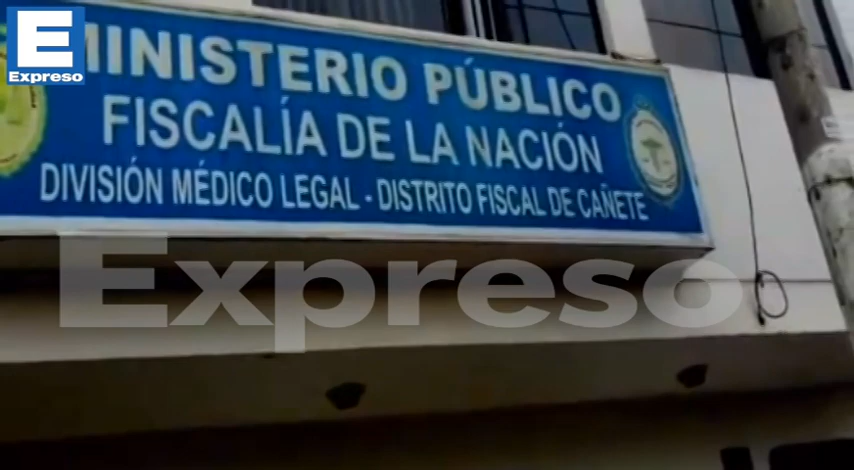 E
Expreso
MINISTERIO PÚBLICO
FISCALÍA DE LA NACIÓN
DIVISIÓN MÉDICO LEGAL - DISTRITO FISCAL DE CAÑETE
Expreso